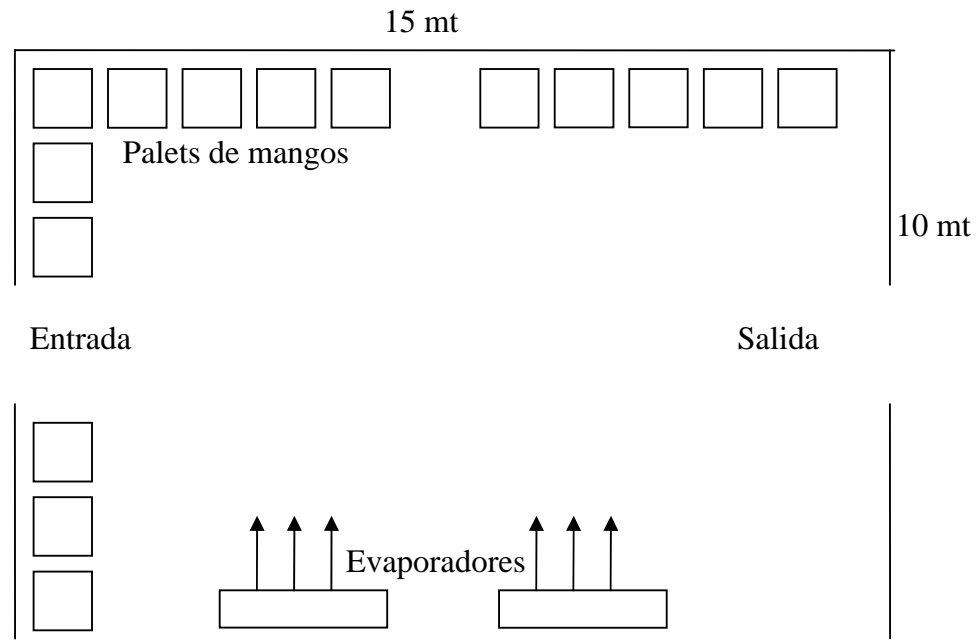 15 mt
Palets de mangos
10 mt
Entrada
Salida
Evaporadores